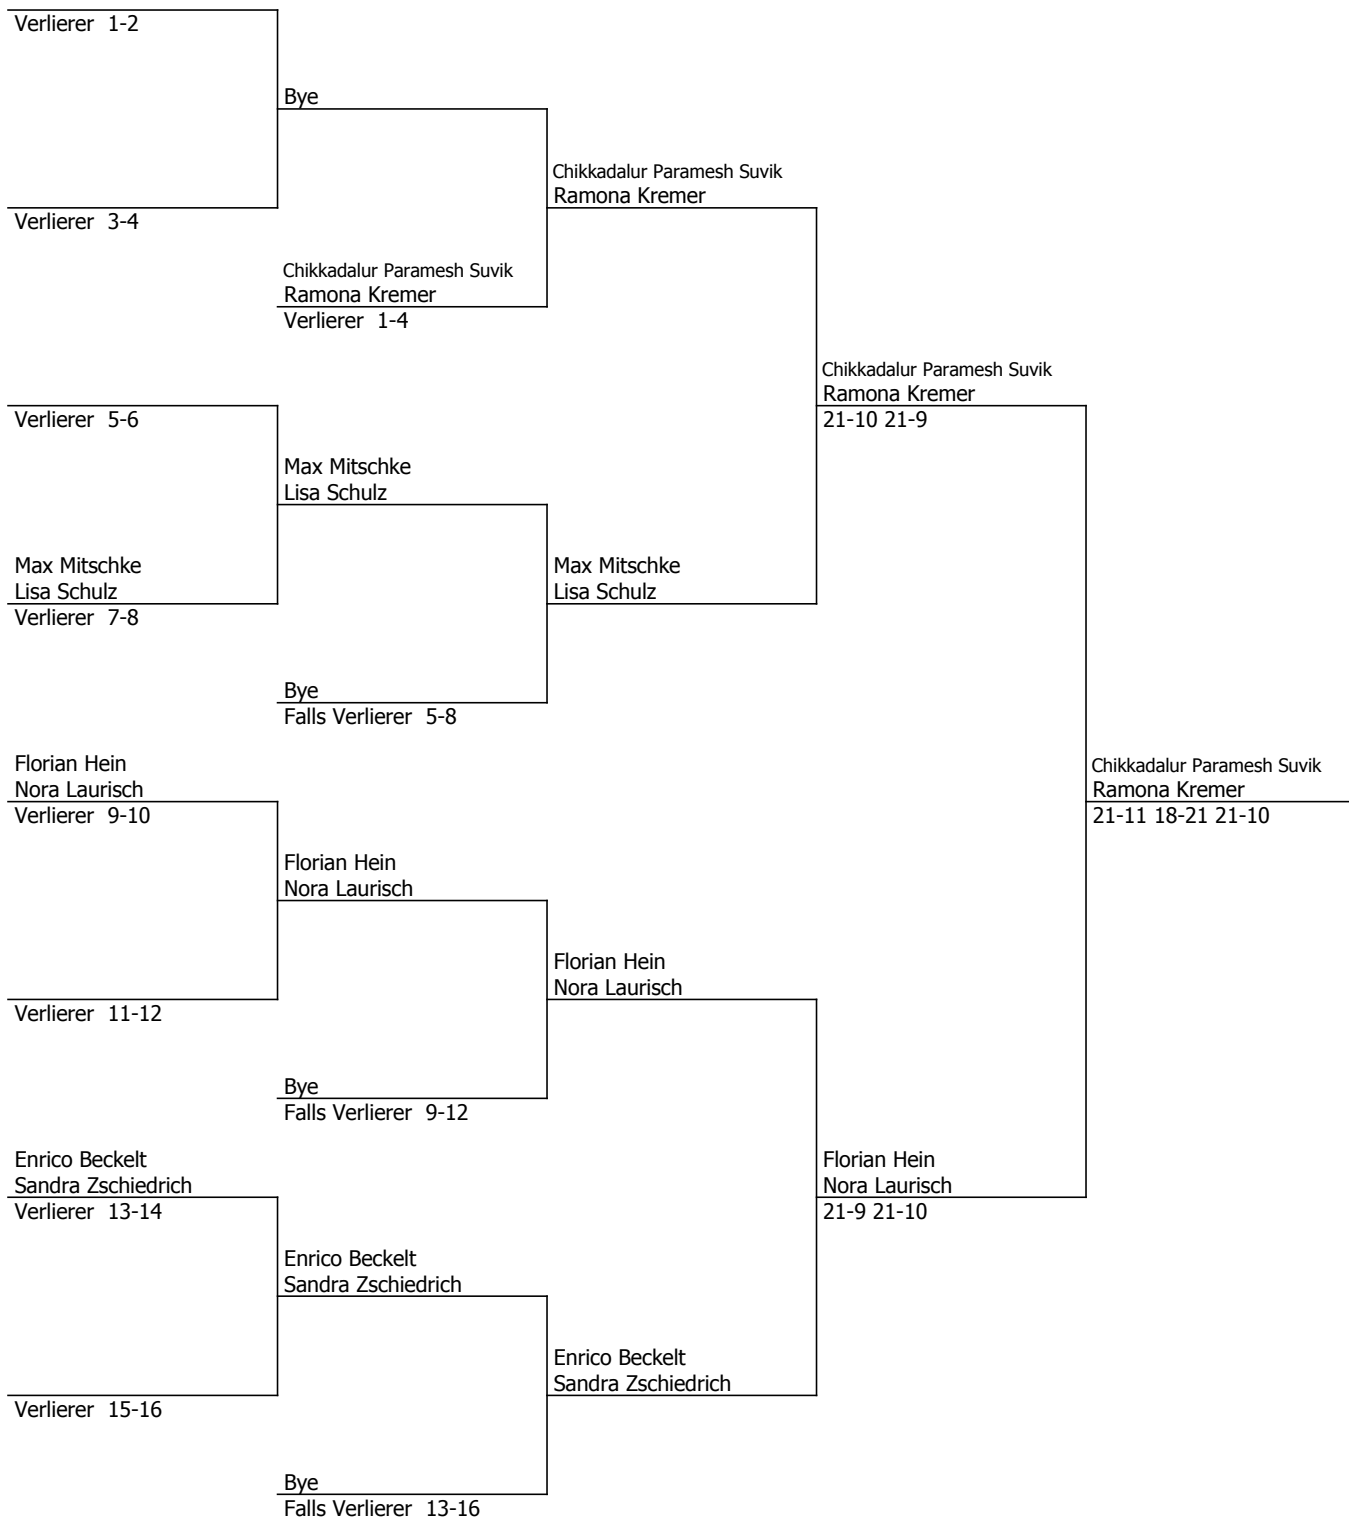 Verlierer 1-2
Bye
Chikkadalur Paramesh Suvik
Ramona Kremer
Verlierer 3-4
Chikkadalur Paramesh Suvik
Ramona Kremer
Verlierer 1-4
Chikkadalur Paramesh Suvik
Ramona Kremer
21-10 21-9
Verlierer 5-6
Max Mitschke
Lisa Schulz
Max Mitschke
Lisa Schulz
Verlierer 7-8
Max Mitschke
Lisa Schulz
Bye
Falls Verlierer 5-8
Florian Hein
Nora Laurisch
Verlierer 9-10
Chikkadalur Paramesh Suvik
Ramona Kremer
21-11 18-21 21-10
Florian Hein
Nora Laurisch
Florian Hein
Nora Laurisch
Verlierer 11-12
Bye
Falls Verlierer 9-12
Enrico Beckelt
Sandra Zschiedrich
Verlierer 13-14
Florian Hein
Nora Laurisch
21-9 21-10
Enrico Beckelt
Sandra Zschiedrich
Enrico Beckelt
Sandra Zschiedrich
Verlierer 15-16
Bye
Falls Verlierer 13-16